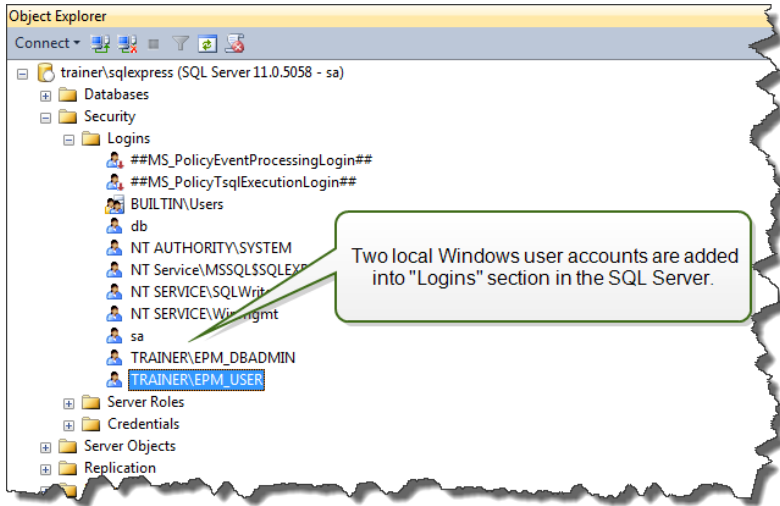 Object Explorer
Connect
trainer\sqlexpress (SQL Server 11.0.5058 - sa)
Databases
Security
Logins
##MS_PolicyEventProcessingLogin##
##MS_PolicyTsqlExecutionLogin##
BUILTIN\Users
db
NT AUTHORITY\SYSTEM
NT Service\MSSQL$SQLEXP
NT SERVICE\SQLWrite
NT SERVICE\Winmgmt
sa
TRAINER\EPM_DBADMIN
TRAINER\EPM_USER
Server Roles
Credentials
Server Objects
Replication
Two local Windows user accounts are added
into "Logins" section in the SQL Server.